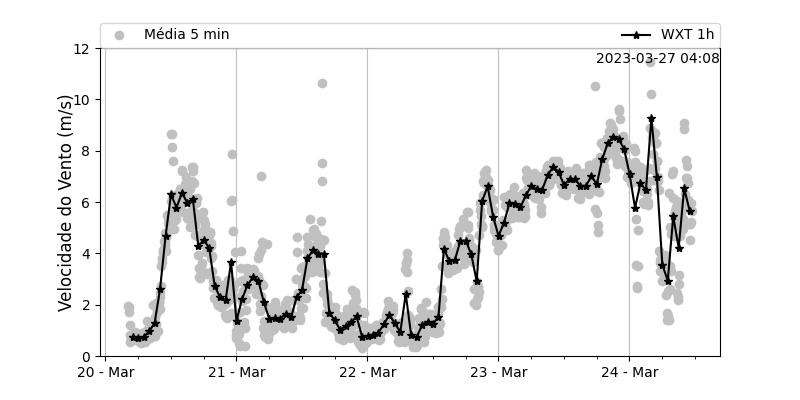 Média 5 min
WXT 1h
2023-03-27 04:08
Velocidade do Vento (m/s)
12
10
8
6
4
2
0
20 - Mar
21 - Mar
22 - Mar
23 - Mar
24 - Mar